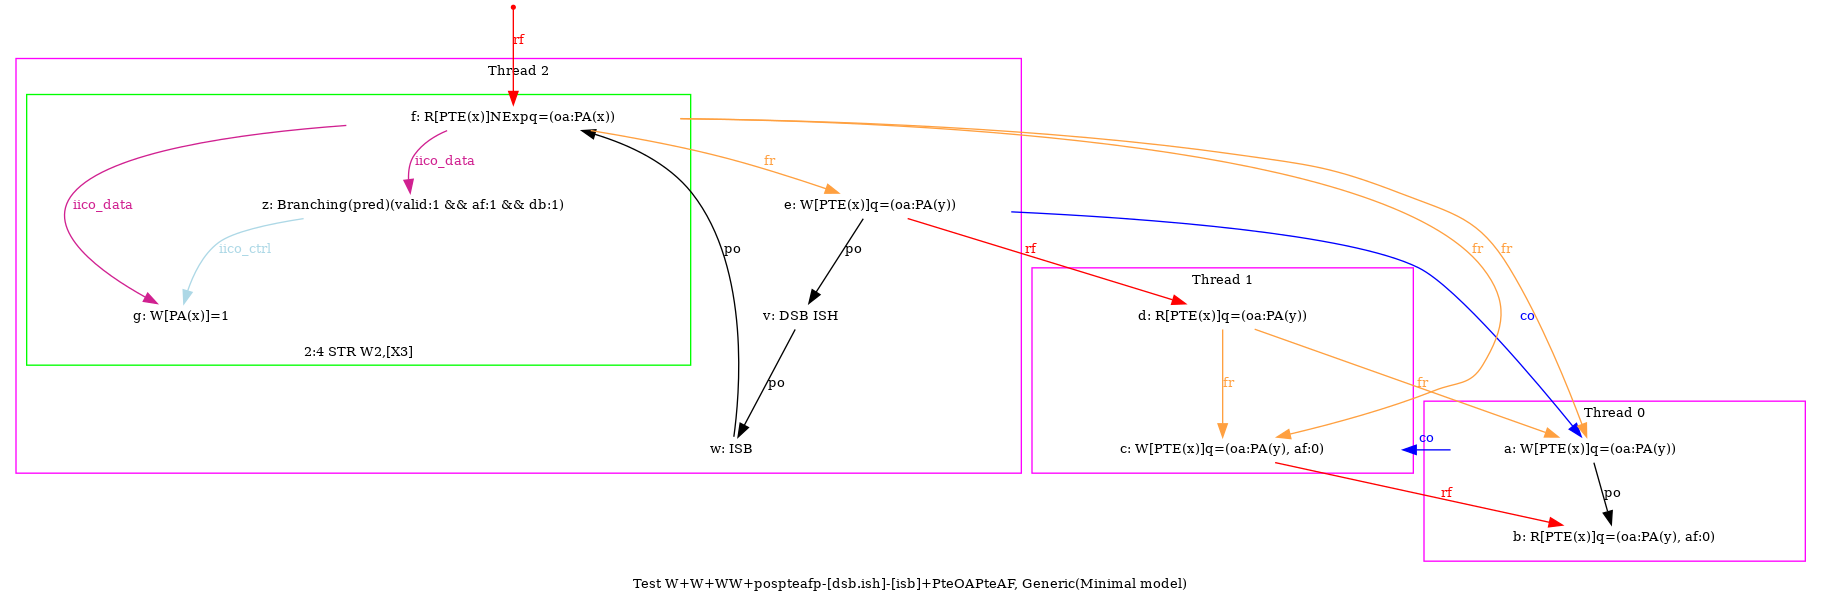 rf
Thread 2
f: R[PTE(x)]NExpq=(oa:PA(x))
iico_data
fr
iico_data
z: Branching(pred)(valid:1 && af:1 && db:1)
e: W[PTE(x)]q=(oa:PA(y))
iico_ctrl
po
po
rf
fr
fr
Thread 1
g: W[PA(x)]=1
v: DSB ISH
d: R[PTE(x)]q=(oa:PA(y))
co
2:4 STR W2,[X3]
po
fr
fr
Thread 0
co
w: ISB
c: W[PTE(x)]q=(oa:PA(y), af:0)
a: W[PTE(x)]q=(oa:PA(y))
rf
po
b: R[PTE(x)]q=(oa:PA(y), af:0)
Test W+W+WW+pospteafp-[dsb.ish]-[isb]+PteOAPteAF, Generic(Minimal model)